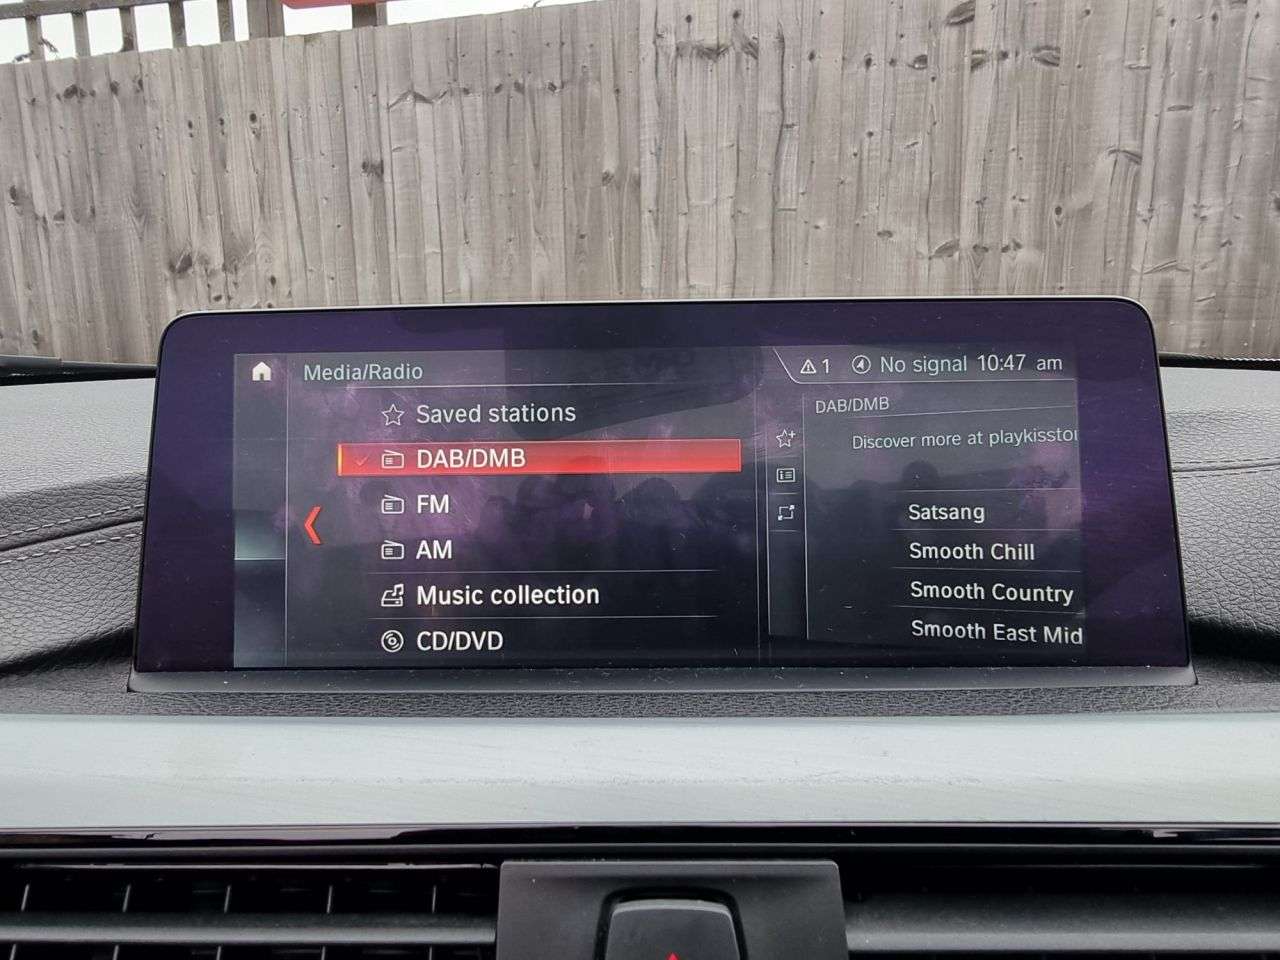 Media/Radio
1 No signal 10:47 am
Saved stations
DAB/DMB
FM
AM
Music collection
CD/DVD
DAB/DMB
Discover more at playkissto
Satsang
Smooth Chill
Smooth Country
Smooth East Mid